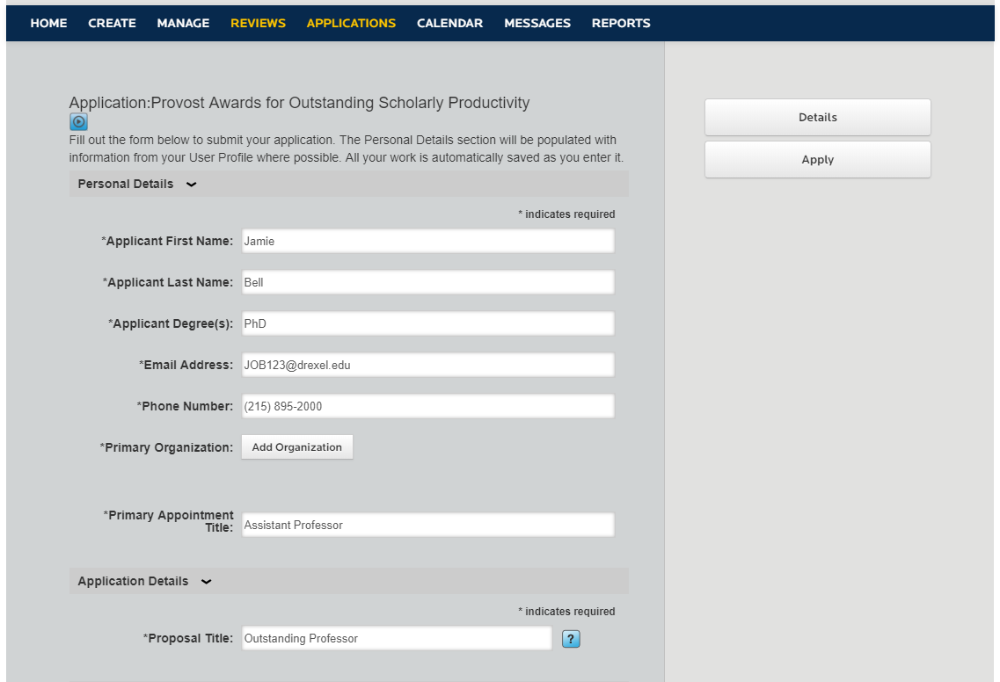 HOME CREATE MANAGE REVIEWS APPLICATIONS CALENDAR MESSAGES REPORTS
Application:Provost Awards for Outstanding Scholarly Productivity
Fill out the form below to submit your application. The Personal Details section will be populated with
information from your User Profile where possible. All your work is automatically saved as you enter it.
Personal Details
* indicates required
*Applicant First Name: Jamie
*Applicant Last Name: Bell
*Applicant Degree(s): PhD
*Email Address: JOB123@drexel.edu
*Phone Number: (215) 895-2000
*Primary Organization: Add Organization
*Primary Appointment
Title: Assistant Professor
Application Details
* indicates required
*Proposal Title: Outstanding Professor ?
Details
Apply